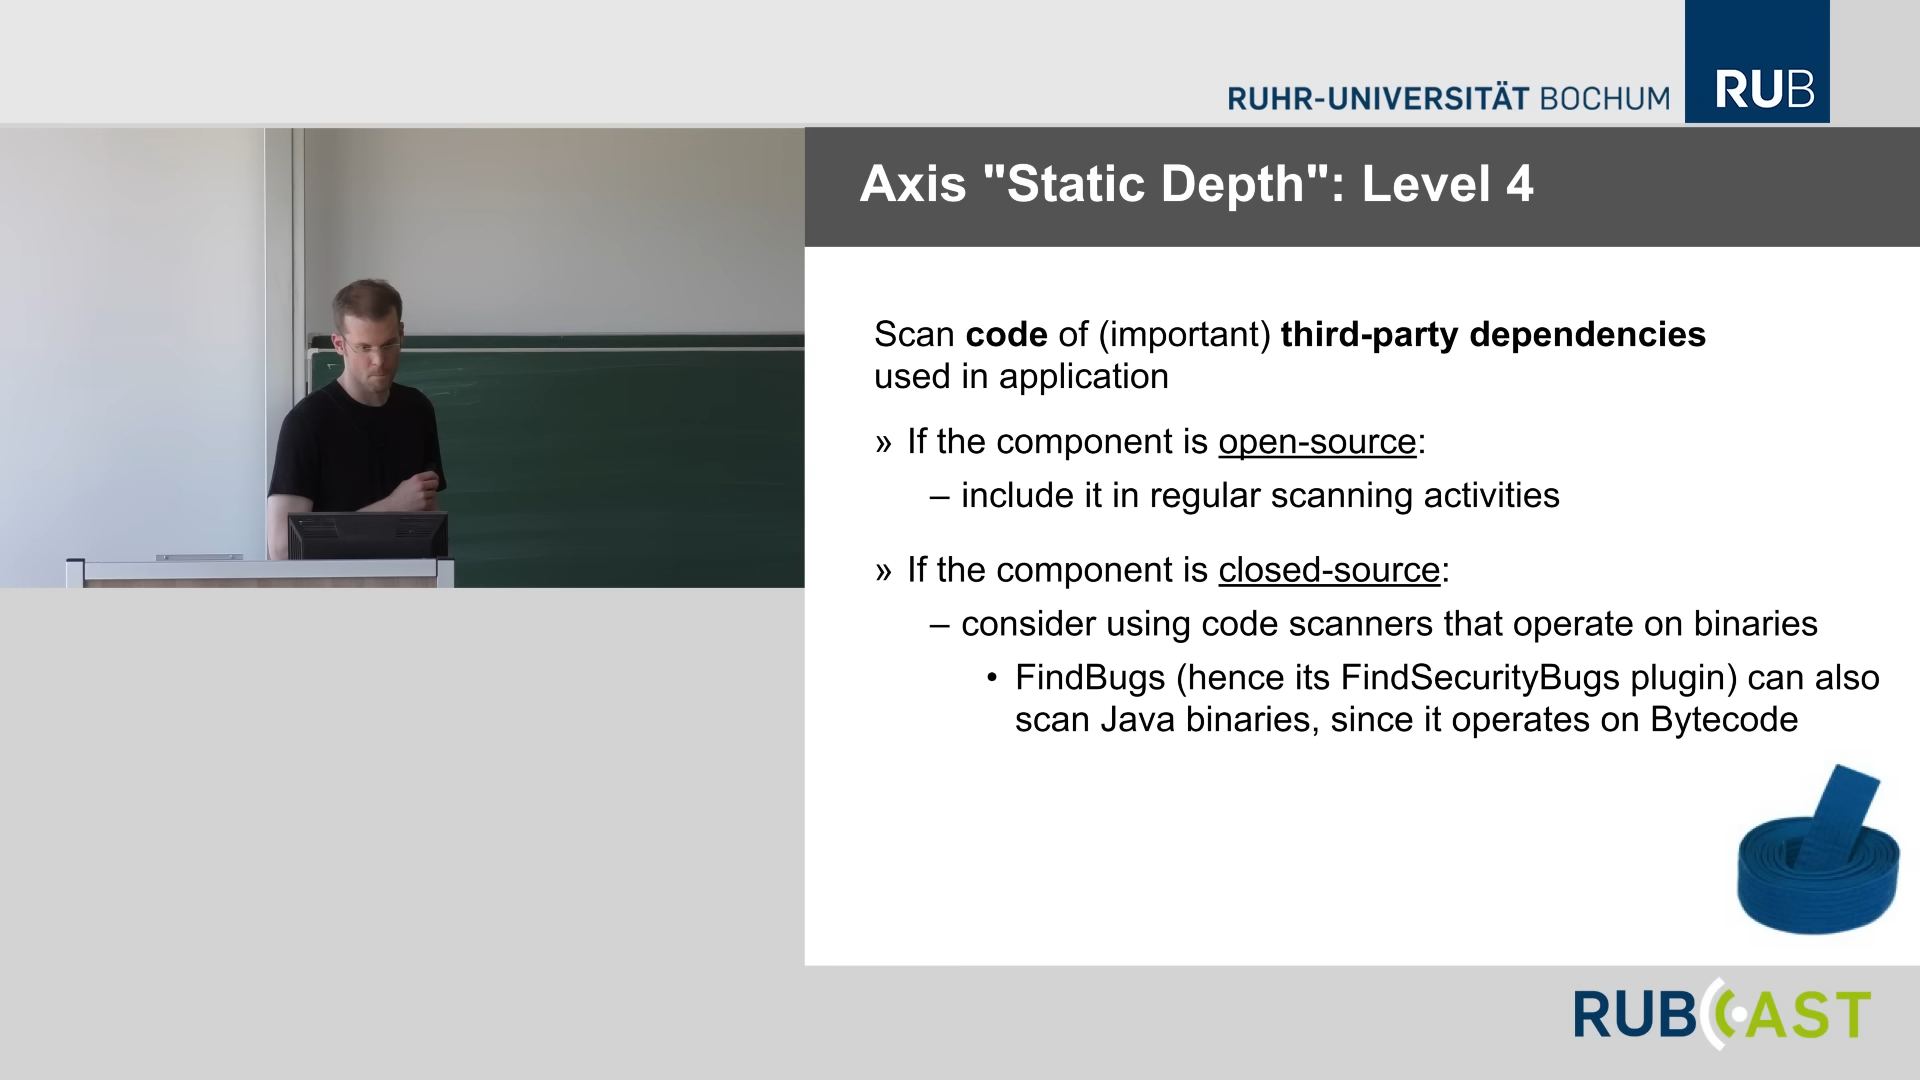 RUHR-UNIVERSITÄT BOCHUM
RUB
Axis "Static Depth": Level 4
Scan code of (important) third-party dependencies
used in application
» If the component is open-source:
– include it in regular scanning activities
» If the component is closed-source:
– consider using code scanners that operate on binaries
• FindBugs (hence its FindSecurityBugs plugin) can also
scan Java binaries, since it operates on Bytecode
RUBCAST